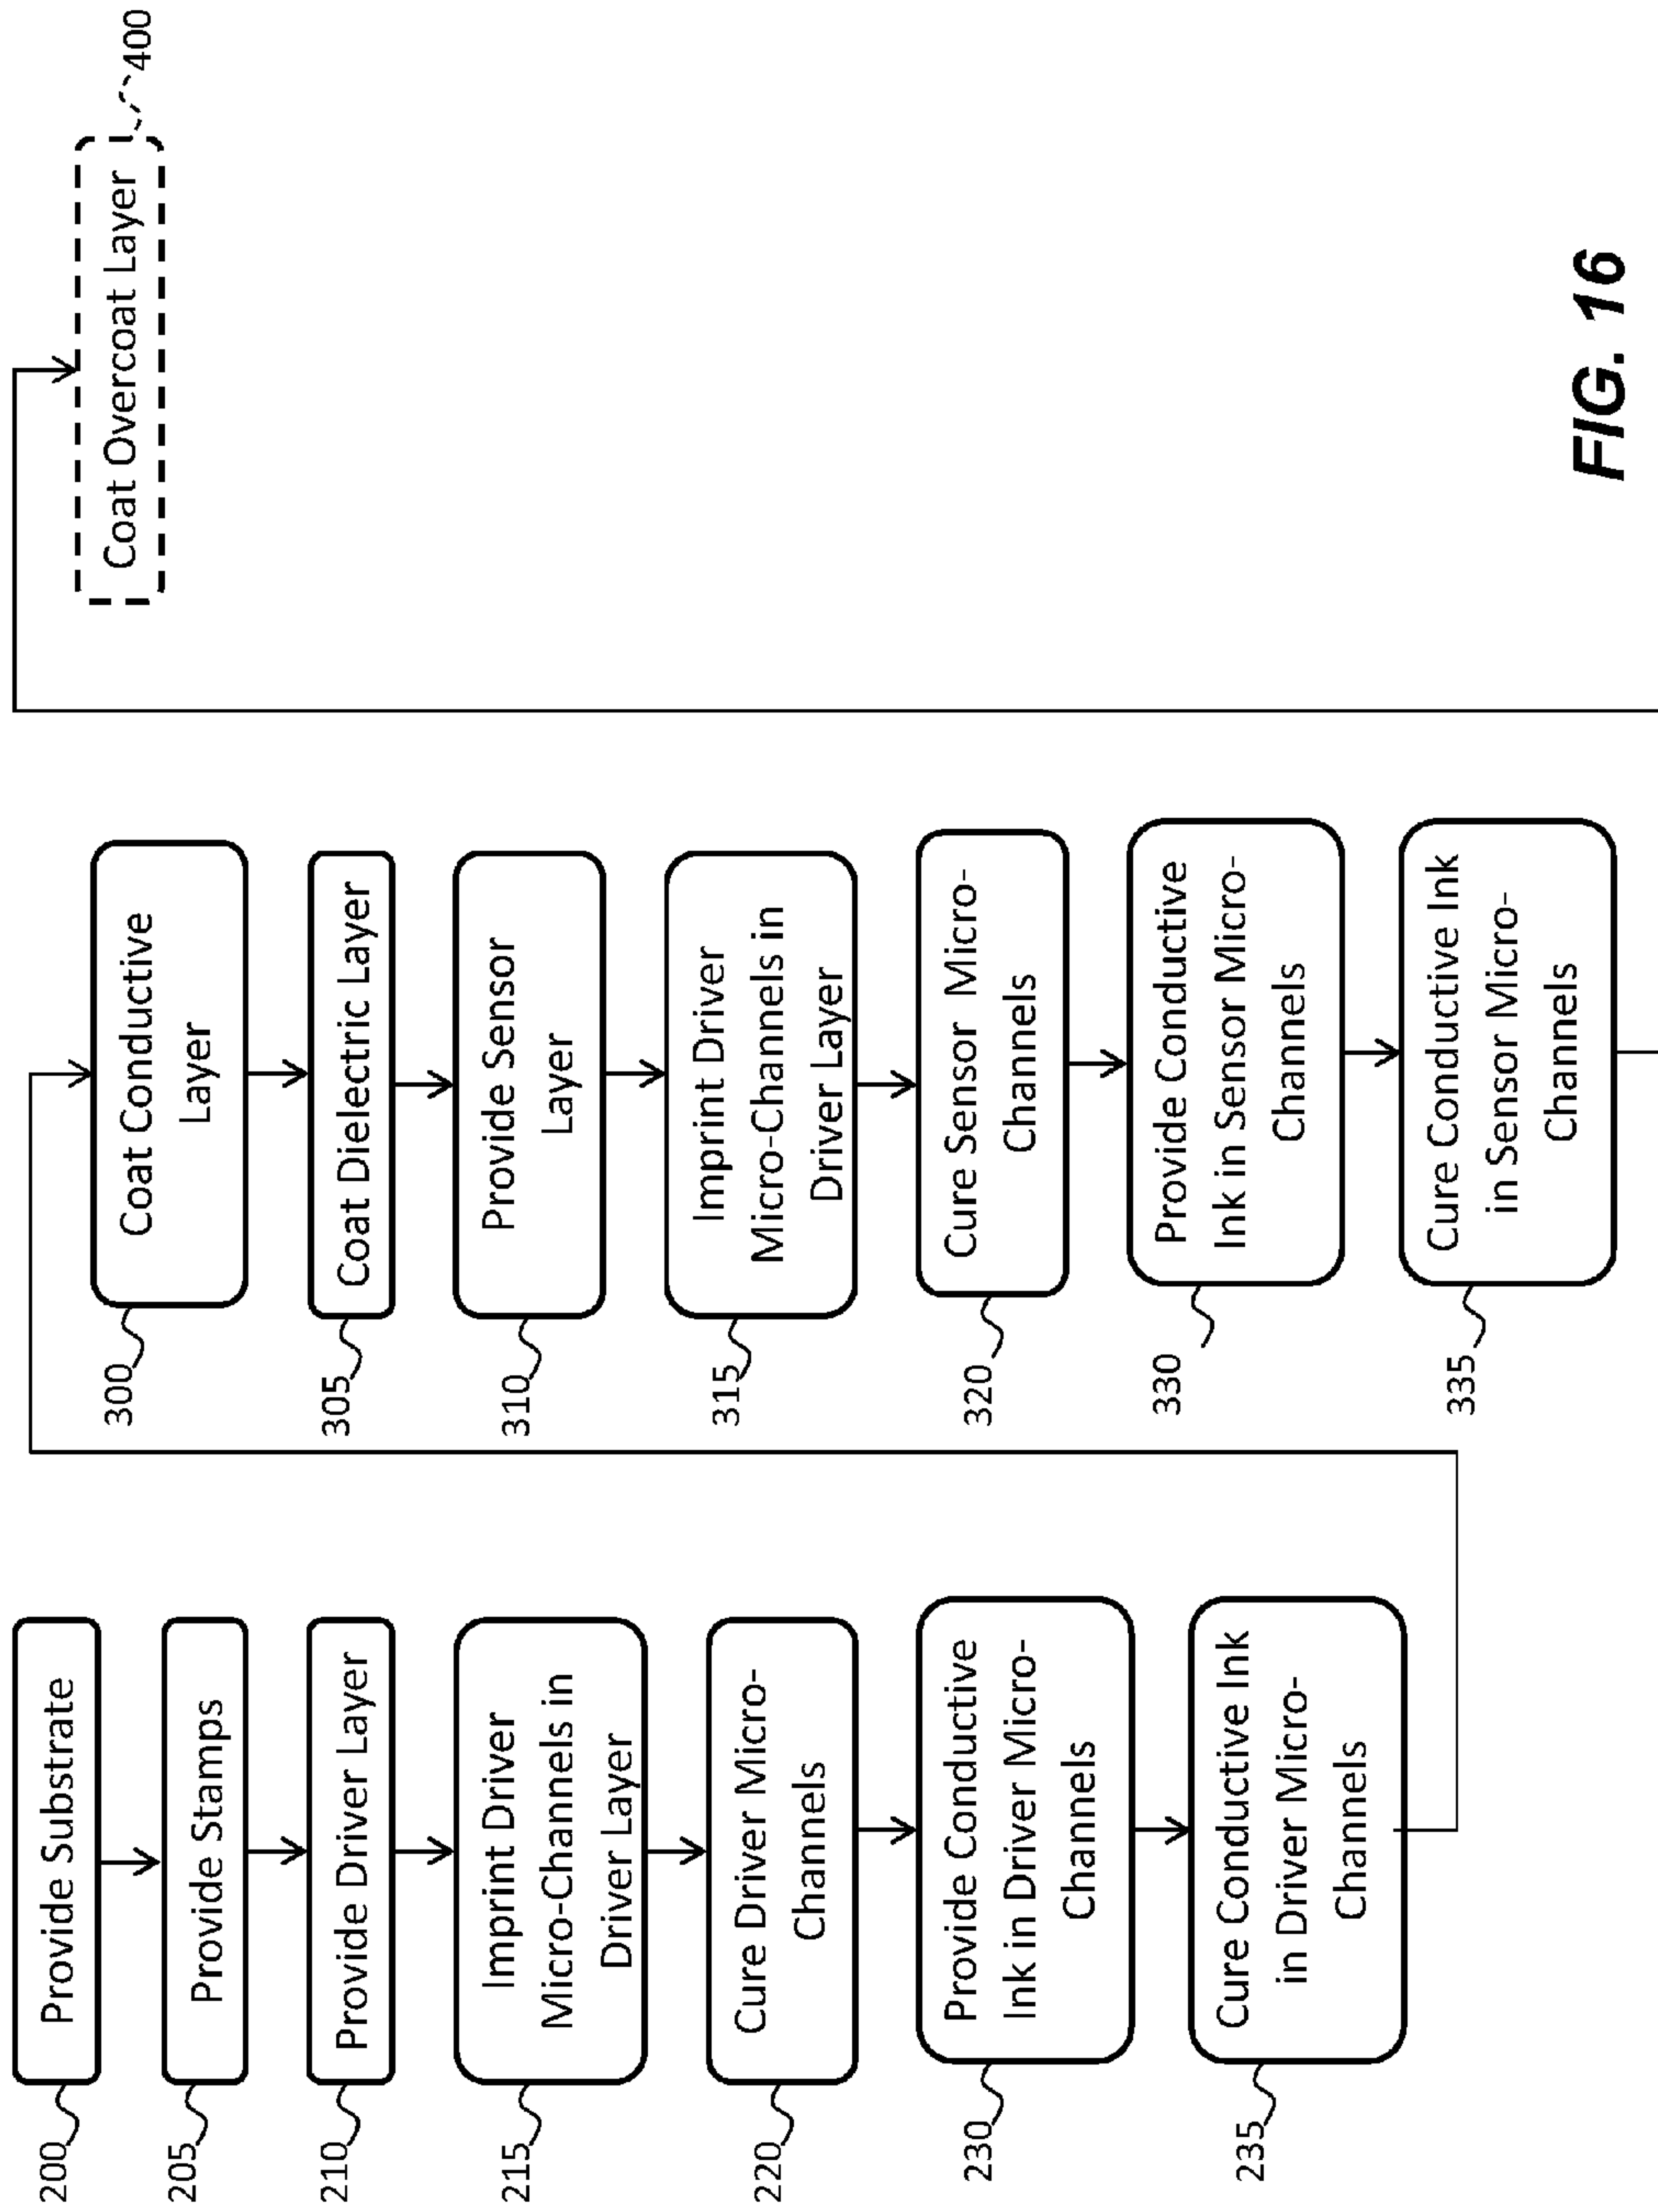 200
Provide Substrate
205
Provide Stamps
210
Provide Driver Layer
215
Imprint Driver
Micro-Channels in
Driver Layer
220
Cure Driver Micro-
Channels
230
Provide Conductive
Ink in Driver Micro-
Channels
235
Cure Conductive Ink
in Driver Micro-
Channels
300
Coat Conductive
Layer
305
Coat Dielectric Layer
310
Provide Sensor
Layer
315
Imprint Driver
Micro-Channels in
Driver Layer
320
Cure Sensor Micro-
Channels
330
Provide Conductive
Ink in Sensor Micro-
Channels
335
Cure Conductive Ink
in Sensor Micro-
Channels
Coat Overcoat Layer
400
FIG. 16